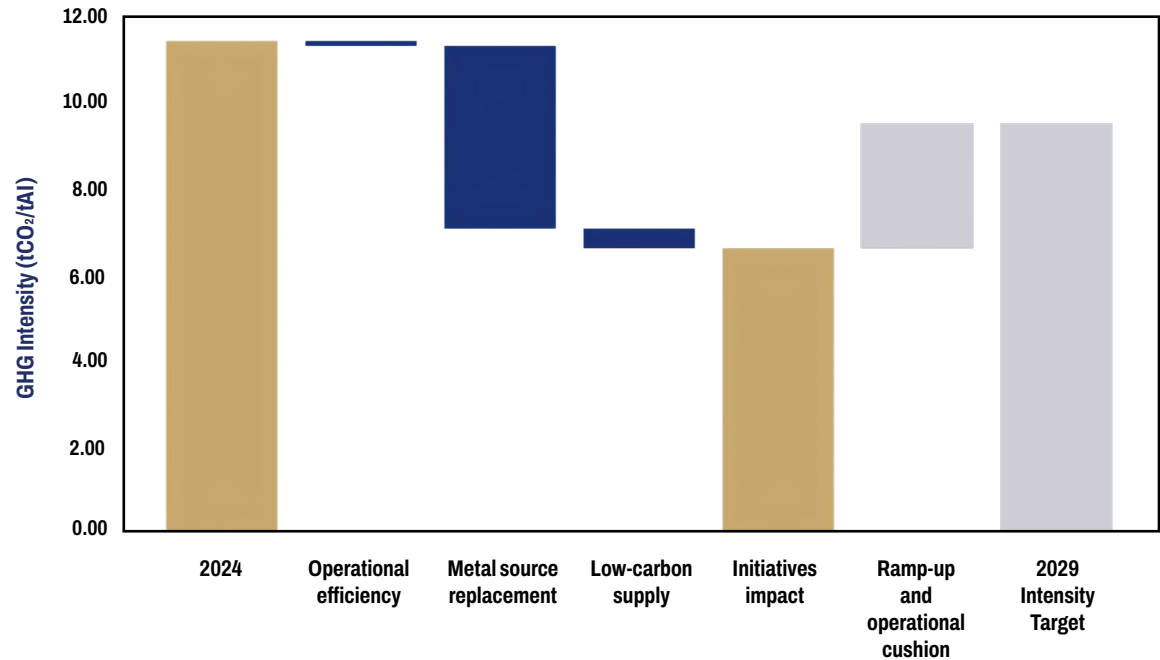 12.00
10.00
8.00
6.00
4.00
2.00
0.00
GHG Intensity (tCO₂/tAl)
2024
Operational
efficiency
Metal source
replacement
Low-carbon
supply
Initiatives
impact
Ramp-up
and
operational
cushion
2029
Intensity
Target